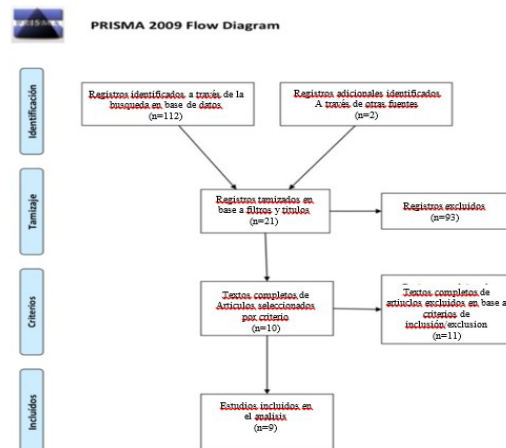 PRISMA
PRISMA 2009 Flow Diagram
Identificación
Registros identificados a través de la
busqueda en base de datos.
(n=112)
Registros adicionales identificados
A través de otras fuentes
(n=2)
Tamizaje
Registros tamizados en
base a filtros y titulos
(n=21)
Registros excluidos
(n=93)
Criterios
Textos completos de
Articulos seleccionados
por criterio
(n=10)
Textos completos de
artiuclos excluidos en base a
criterios de
inclusión/exclusion
(n=11)
Incluidos
Estudios incluidos en
el analisis
(n=9)